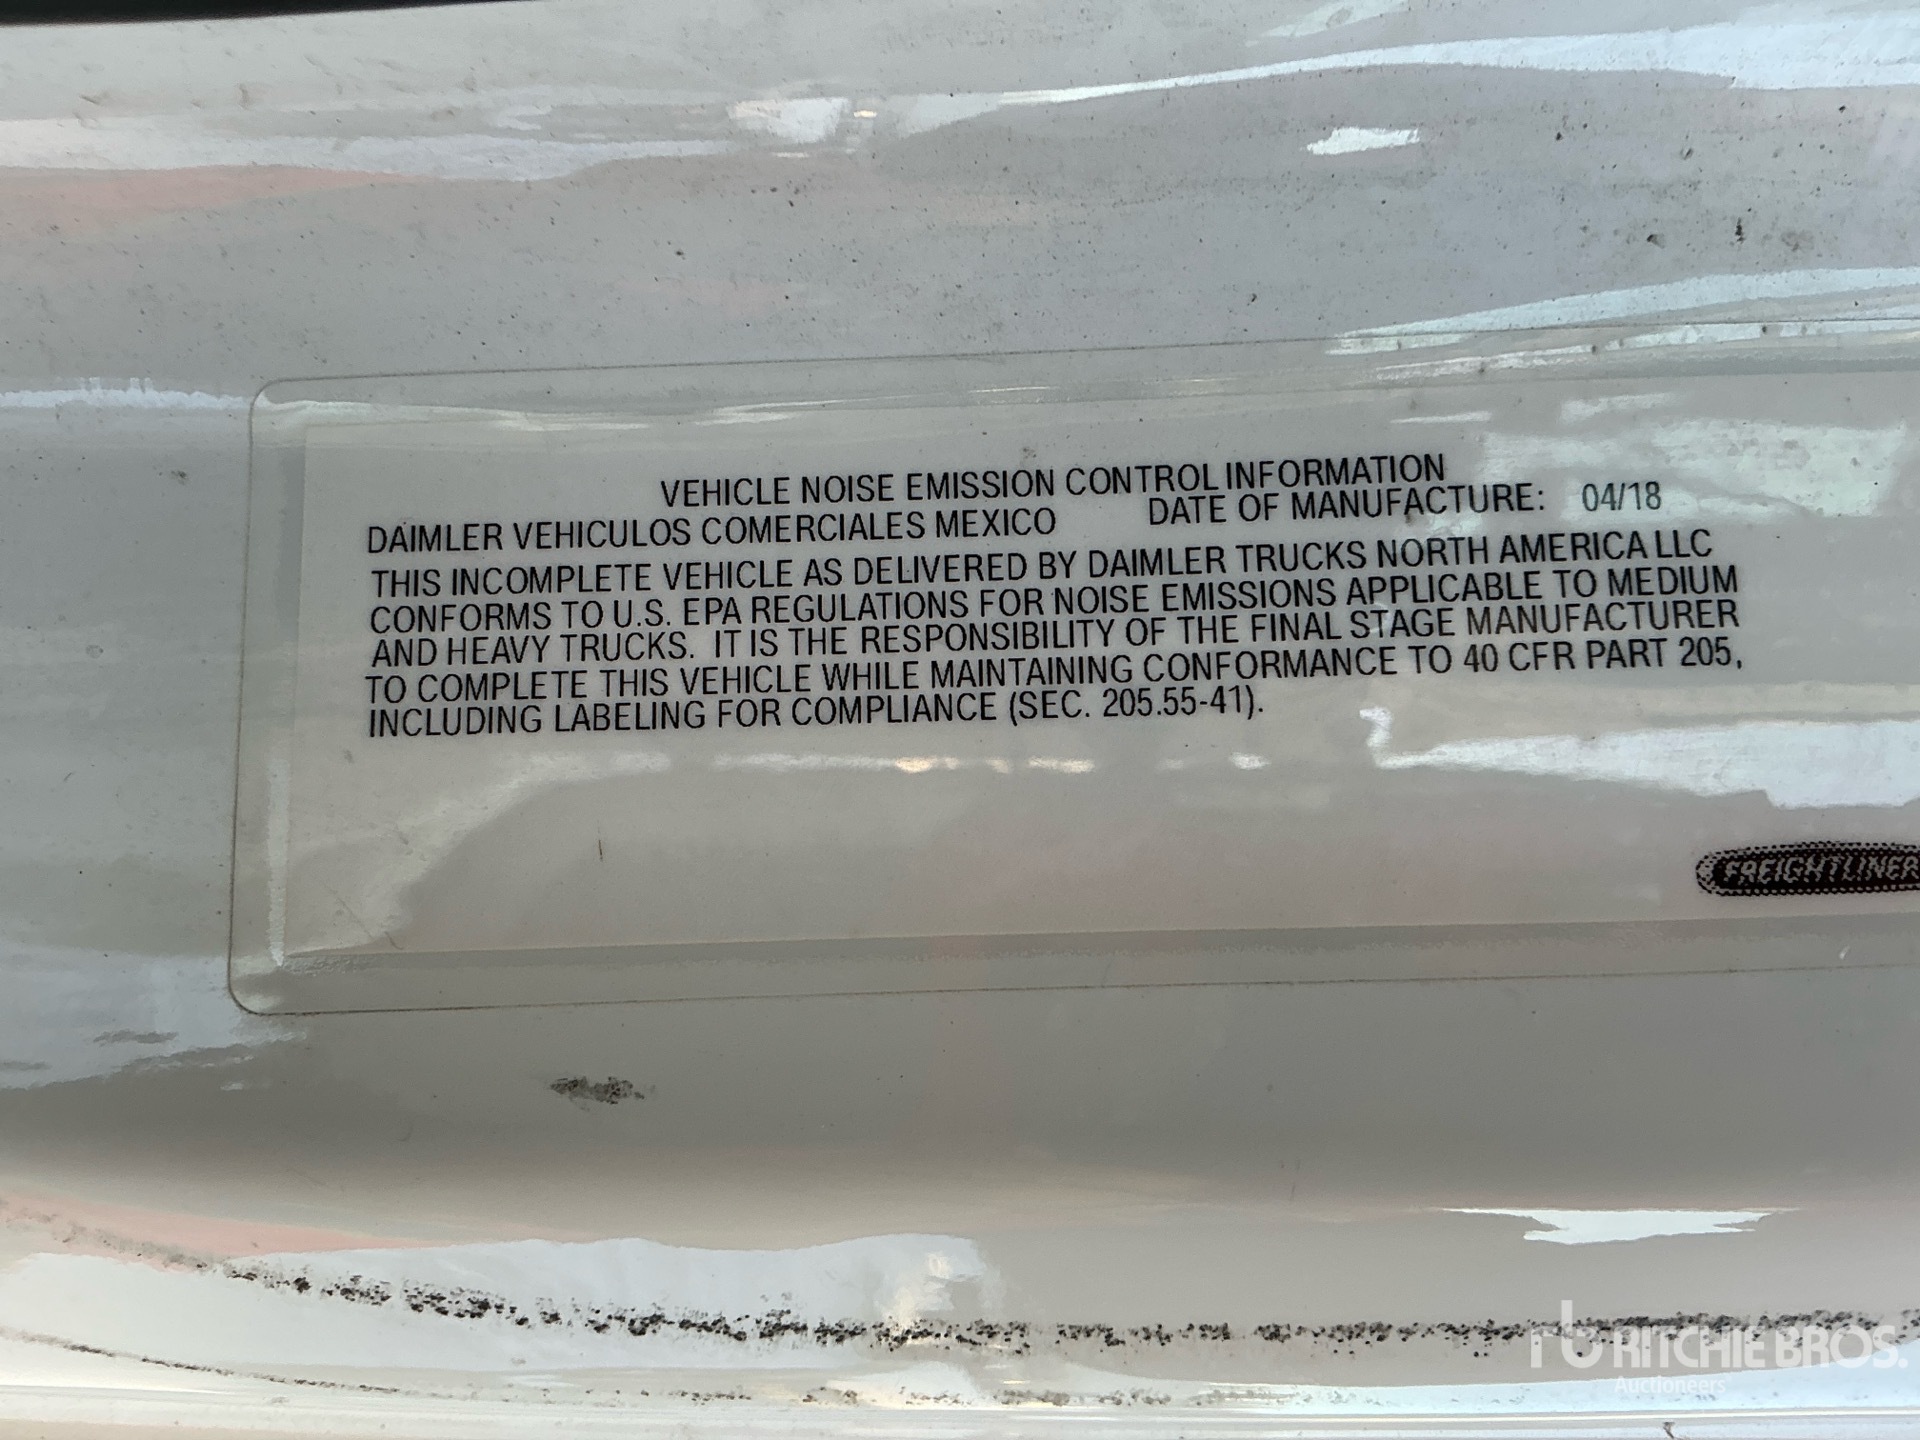 VEHICLE NOISE EMISSION CONTROL INFORMATION
DAIMLER VEHICULOS COMERCIALES MEXICO DATE OF MANUFACTURE: 04/18
THIS INCOMPLETE VEHICLE AS DELIVERED BY DAIMLER TRUCKS NORTH AMERICA LLC
CONFORMS TO U.S. EPA REGULATIONS FOR NOISE EMISSIONS APPLICABLE TO MEDIUM
AND HEAVY TRUCKS. IT IS THE RESPONSIBILITY OF THE FINAL STAGE MANUFACTURER
TO COMPLETE THIS VEHICLE WHILE MAINTAINING CONFORMANCE TO 40 CFR PART 205,
INCLUDING LABELING FOR COMPLIANCE (SEC. 205.55-41).
FREIGHTLINER
rb RITCHIE BROS.
Auctioneers